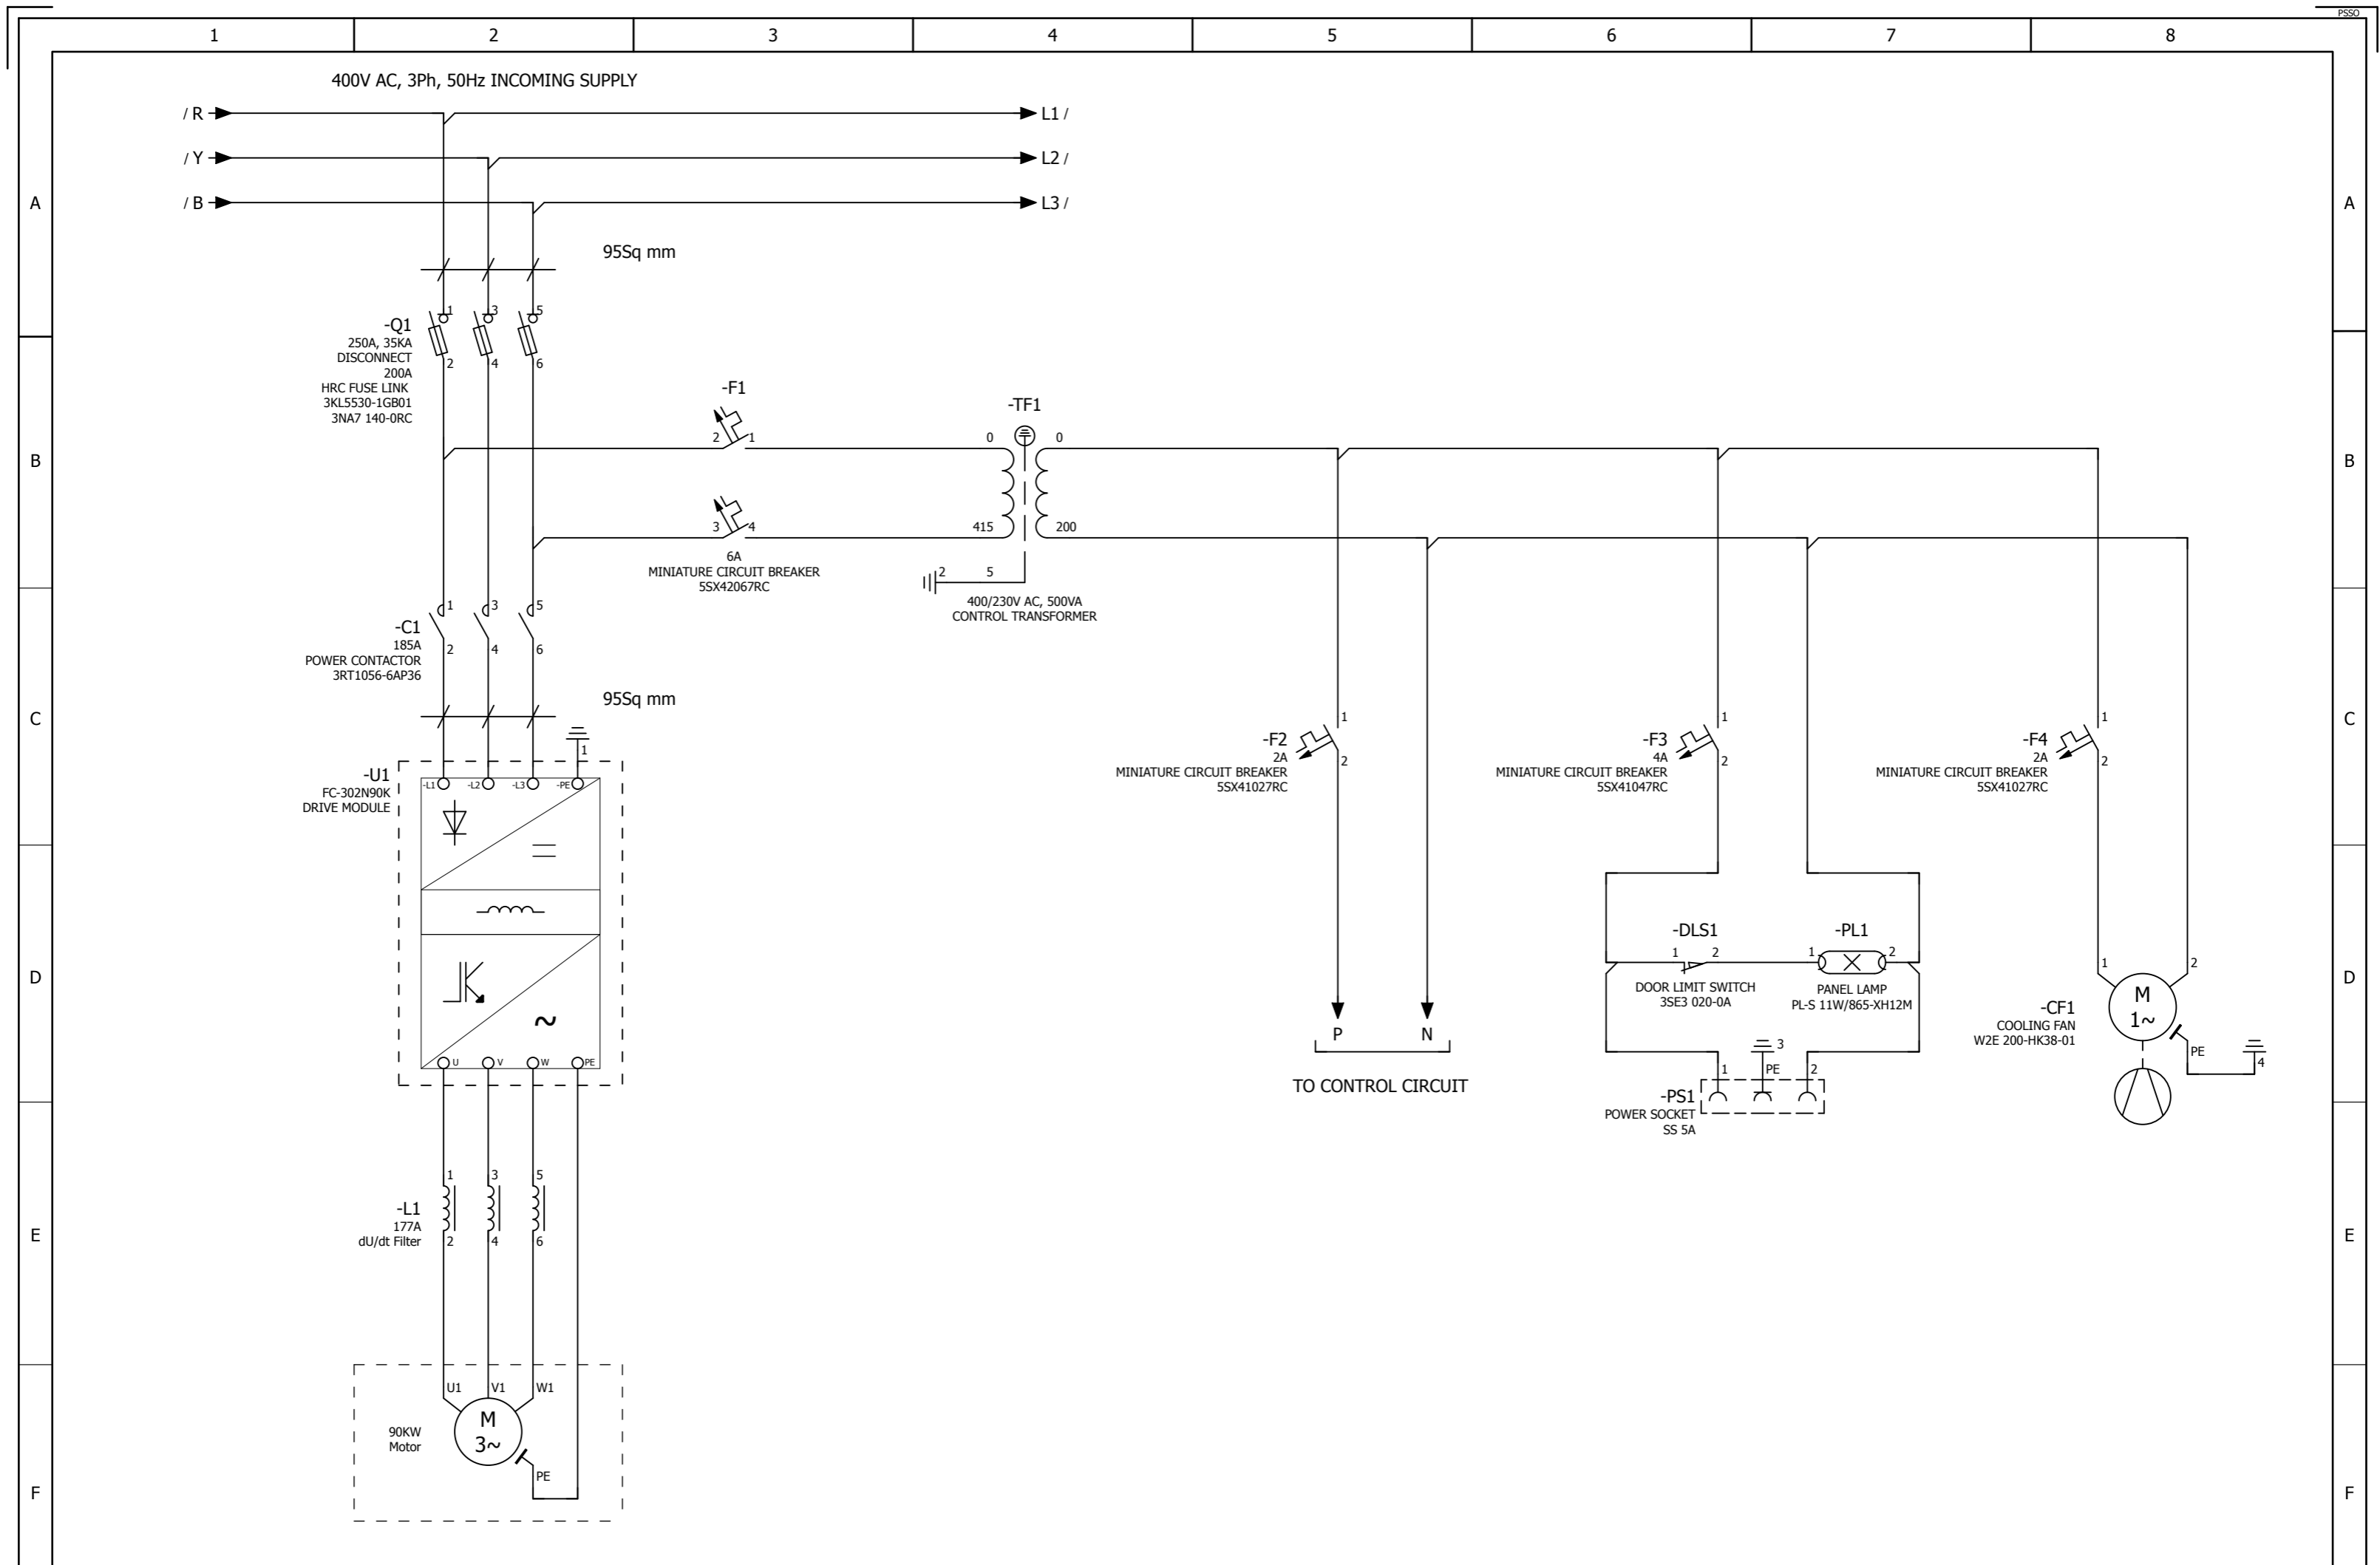 PSSO
1 2 3 4 5 6 7 8
400V AC, 3Ph, 50Hz INCOMING SUPPLY
/ R L1 /
/ Y L2 /
A / B L3 / A
95Sq mm
1 3 5
-Q1
250A, 35KA
DISCONNECT
200A
HRC FUSE LINK
3KL5530-1GB01
3NA7 140-0RC
2 4 6
-F1
2 1
3 4
6A
MINIATURE CIRCUIT BREAKER
5SX42067RC
-TF1
0 0
415 200
2 5
400/230V AC, 500VA
CONTROL TRANSFORMER
B B
1 3 5
-C1
185A
POWER CONTACTOR
3RT1056-6AP36
2 4 6
95Sq mm
C C
1
-U1
FC-302N90K
DRIVE MODULE
-L1 -L2 -L3 -PE
~
U V W PE
1
-F2
2A
MINIATURE CIRCUIT BREAKER
5SX41027RC
2
1
-F3
4A
MINIATURE CIRCUIT BREAKER
5SX41047RC
2
1
-F4
2A
MINIATURE CIRCUIT BREAKER
5SX41027RC
2
D D
P N
TO CONTROL CIRCUIT
-DLS1
1 2
DOOR LIMIT SWITCH
3SE3 020-0A
-PL1
1 2
PANEL LAMP
PL-S 11W/865-XH12M
3
1 PE 2
-PS1
POWER SOCKET
SS 5A
1 2
M
1~
-CF1
COOLING FAN
W2E 200-HK38-01
PE
4
1 3 5
-L1
177A
dU/dt Filter
2 4 6
E E
U1 V1 W1
M
3~
90KW
Motor
PE
F F